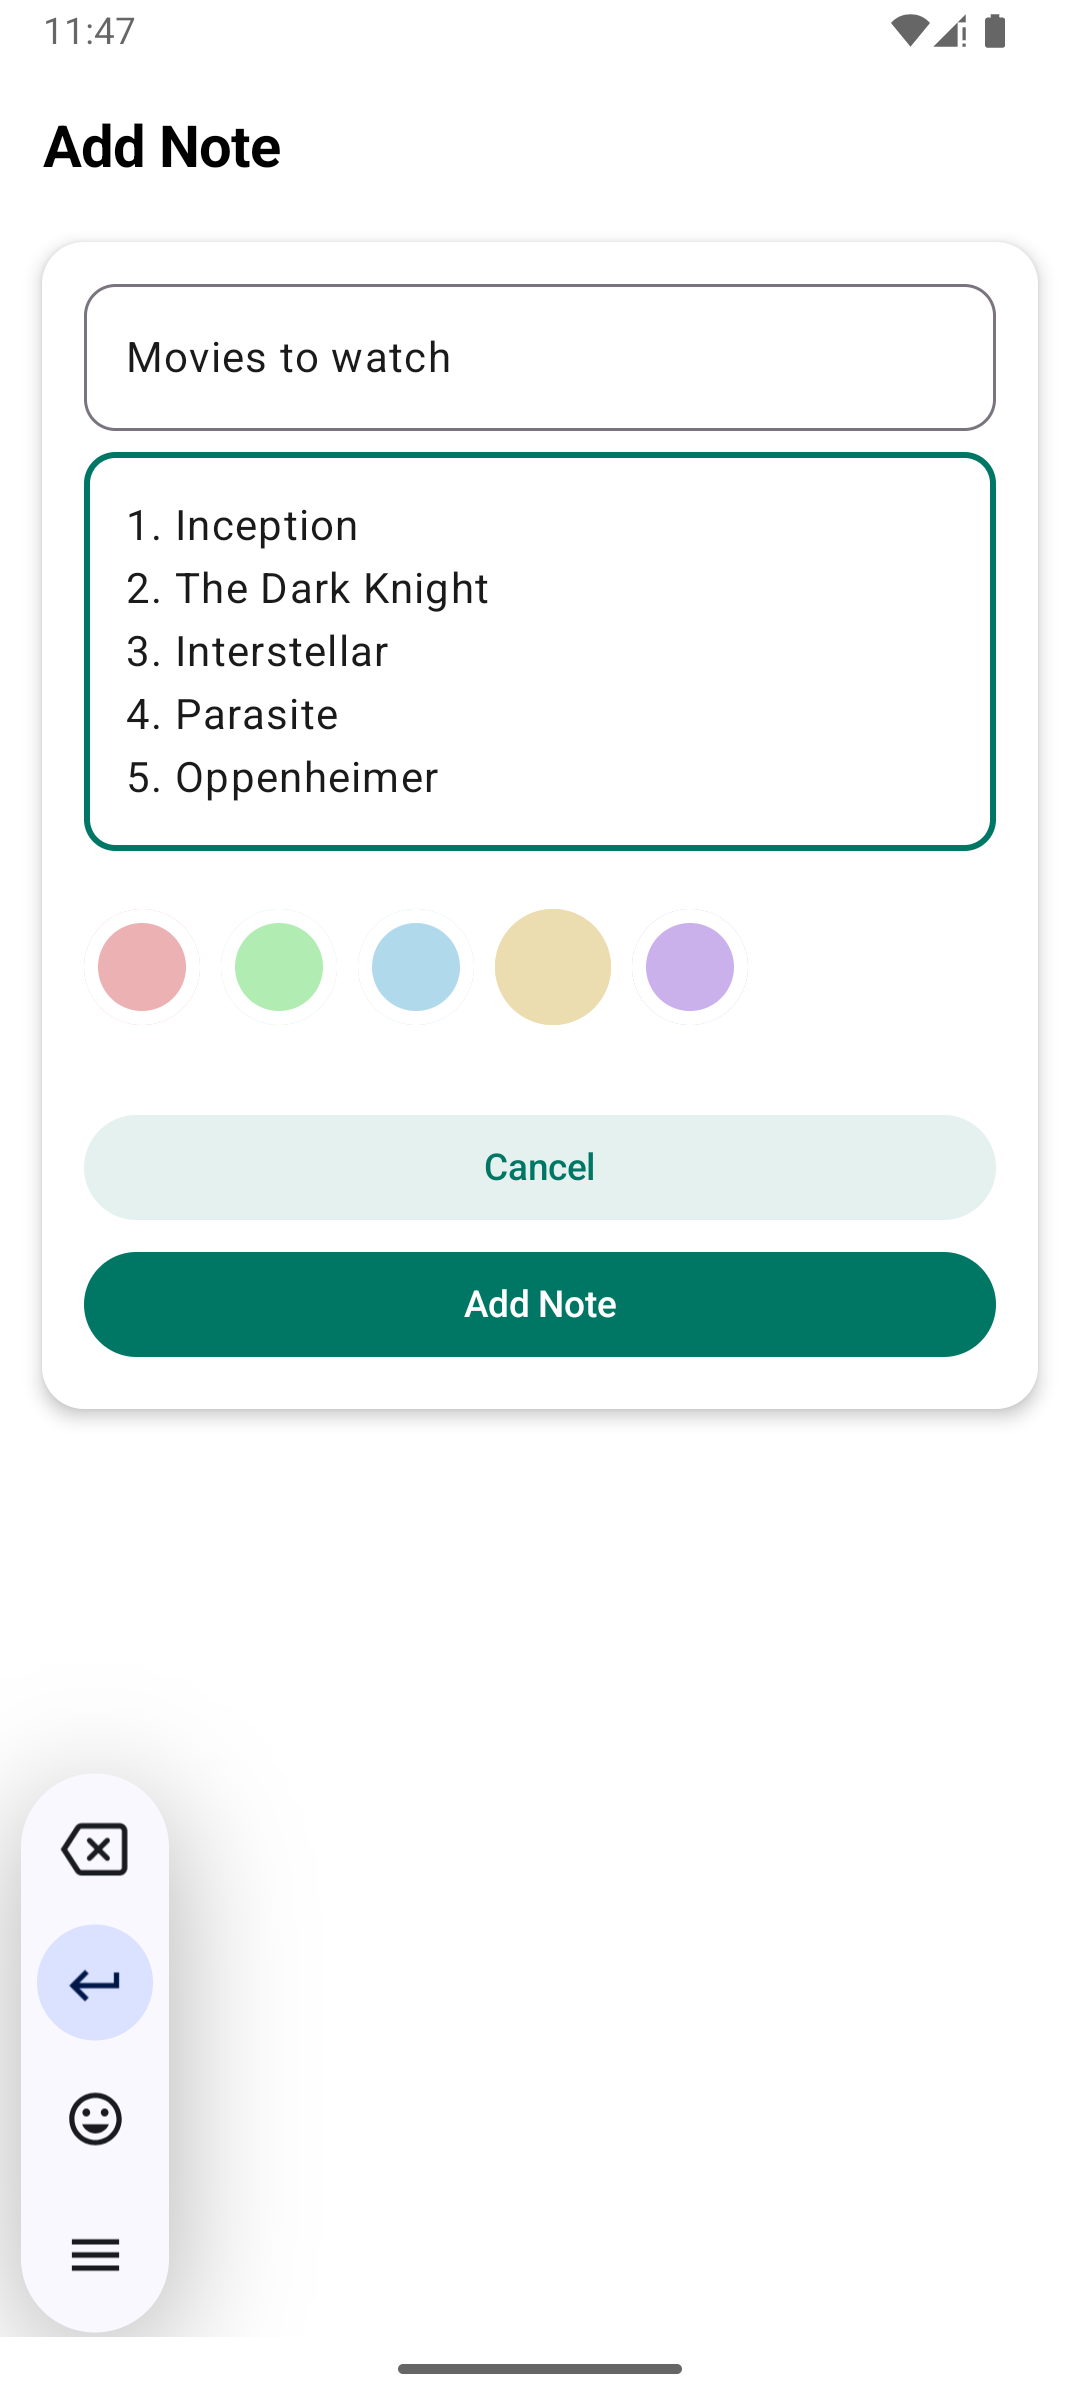 11:47
Add Note
Movies to watch
1. Inception
2. The Dark Knight
3. Interstellar
4. Parasite
5. Oppenheimer
Cancel
Add Note